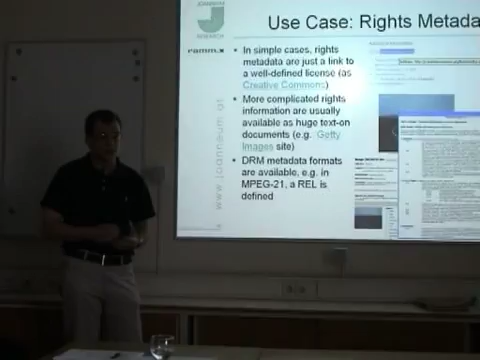 JOANNEUM
RESEARCH
Use Case: Rights Metada
ramm.x
• In simple cases, rights
metadata are just a link to
a well-defined license (as
Creative Commons)
• More complicated rights
information are usually
available as huge text-on
documents (e.g. Getty
Images site)
• DRM metadata formats
are available, e.g. in
MPEG-21, a REL is
defined
www.joanneum.at